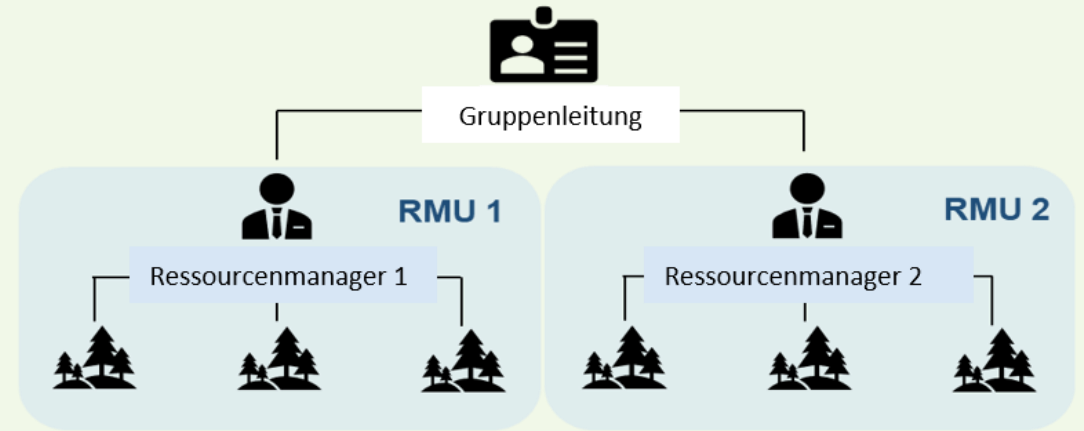 Gruppenleitung
RMU 1
RMU 2
Ressourcenmanager 1
Ressourcenmanager 2